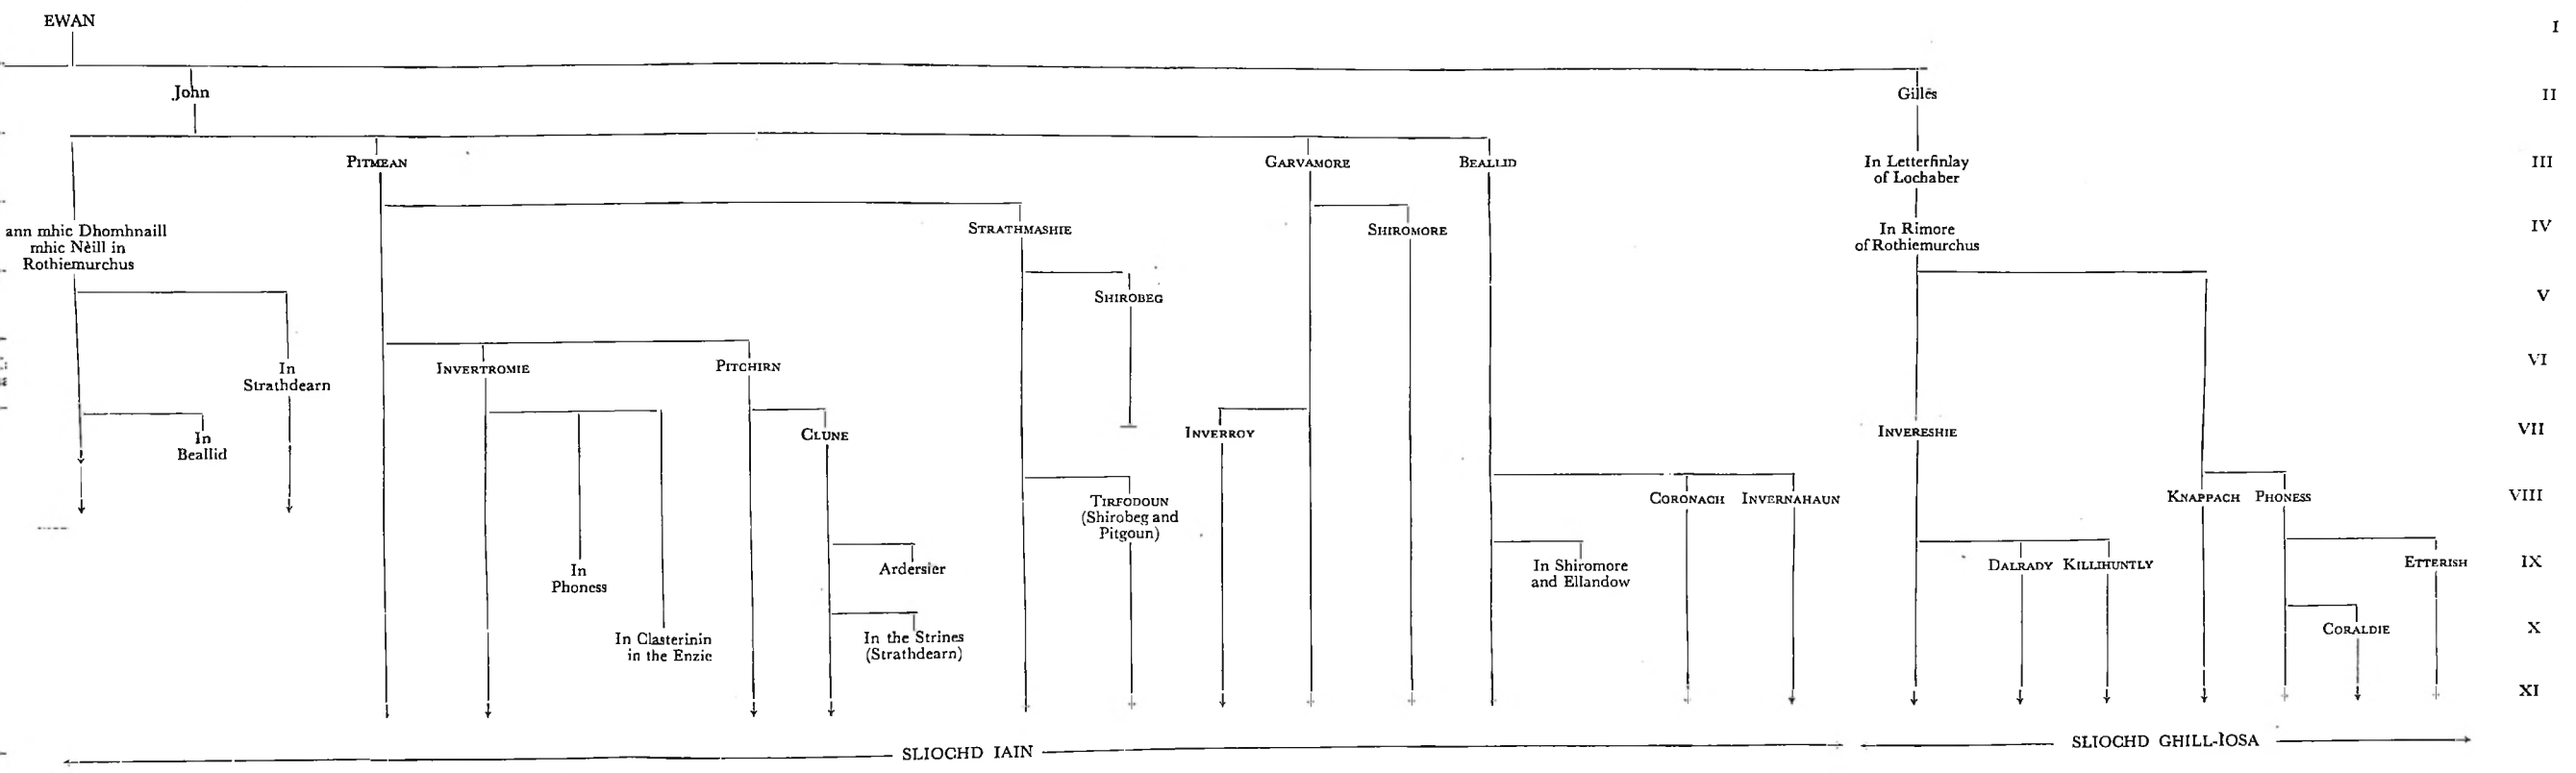 EWAN
I
John
Gilles
II
PITMEAN
GARVAMORE
BEALLID
In Letterfinlay
of Lochaber
III
ann mhic Dhomhnaill
mhic Nèill in
Rothiemurchus
STRATHMASHIE
SHIROMORE
In Rimore
of Rothiemurchus
IV
SHIROBEG
V
In
Strathdearn
INVERTROMIE
PITCHIRN
VI
In
Beallid
CLUNE
INVERROY
INVERESHIE
VII
TIRFODOUN
(Shirobeg and
Pitgoun)
CORONACH
INVERNAHAUN
KNAPPACH
PHONESS
VIII
In
Phoness
Ardersier
In Shiromore
and Ellandow
DALRADY
KILLIHUNTLY
ETTERISH
IX
In Clasterinin
in the Enzie
In the Strines
(Strathdearn)
CORALDIE
X
XI
SLIOCHD IAIN
SLIOCHD GHILL-ÌOSA